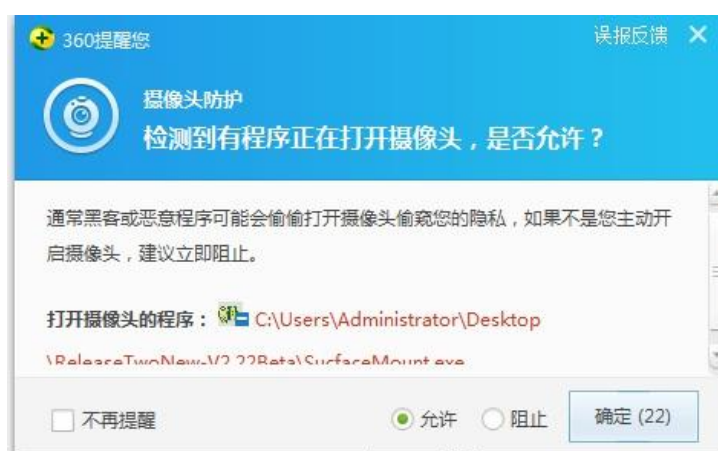 360提醒您
误报反馈
摄像头防护
检测到有程序正在打开摄像头，是否允许？
通常黑客或恶意程序可能会偷偷打开摄像头偷窥您的隐私，如果不是您主动开
启摄像头，建议立即阻止。
打开摄像头的程序： C:\Users\Administrator\Desktop
\ReleaseTwoNew-V2.22Beta\SucfaceMount.exe
不再提醒
允许
阻止
确定 (22)